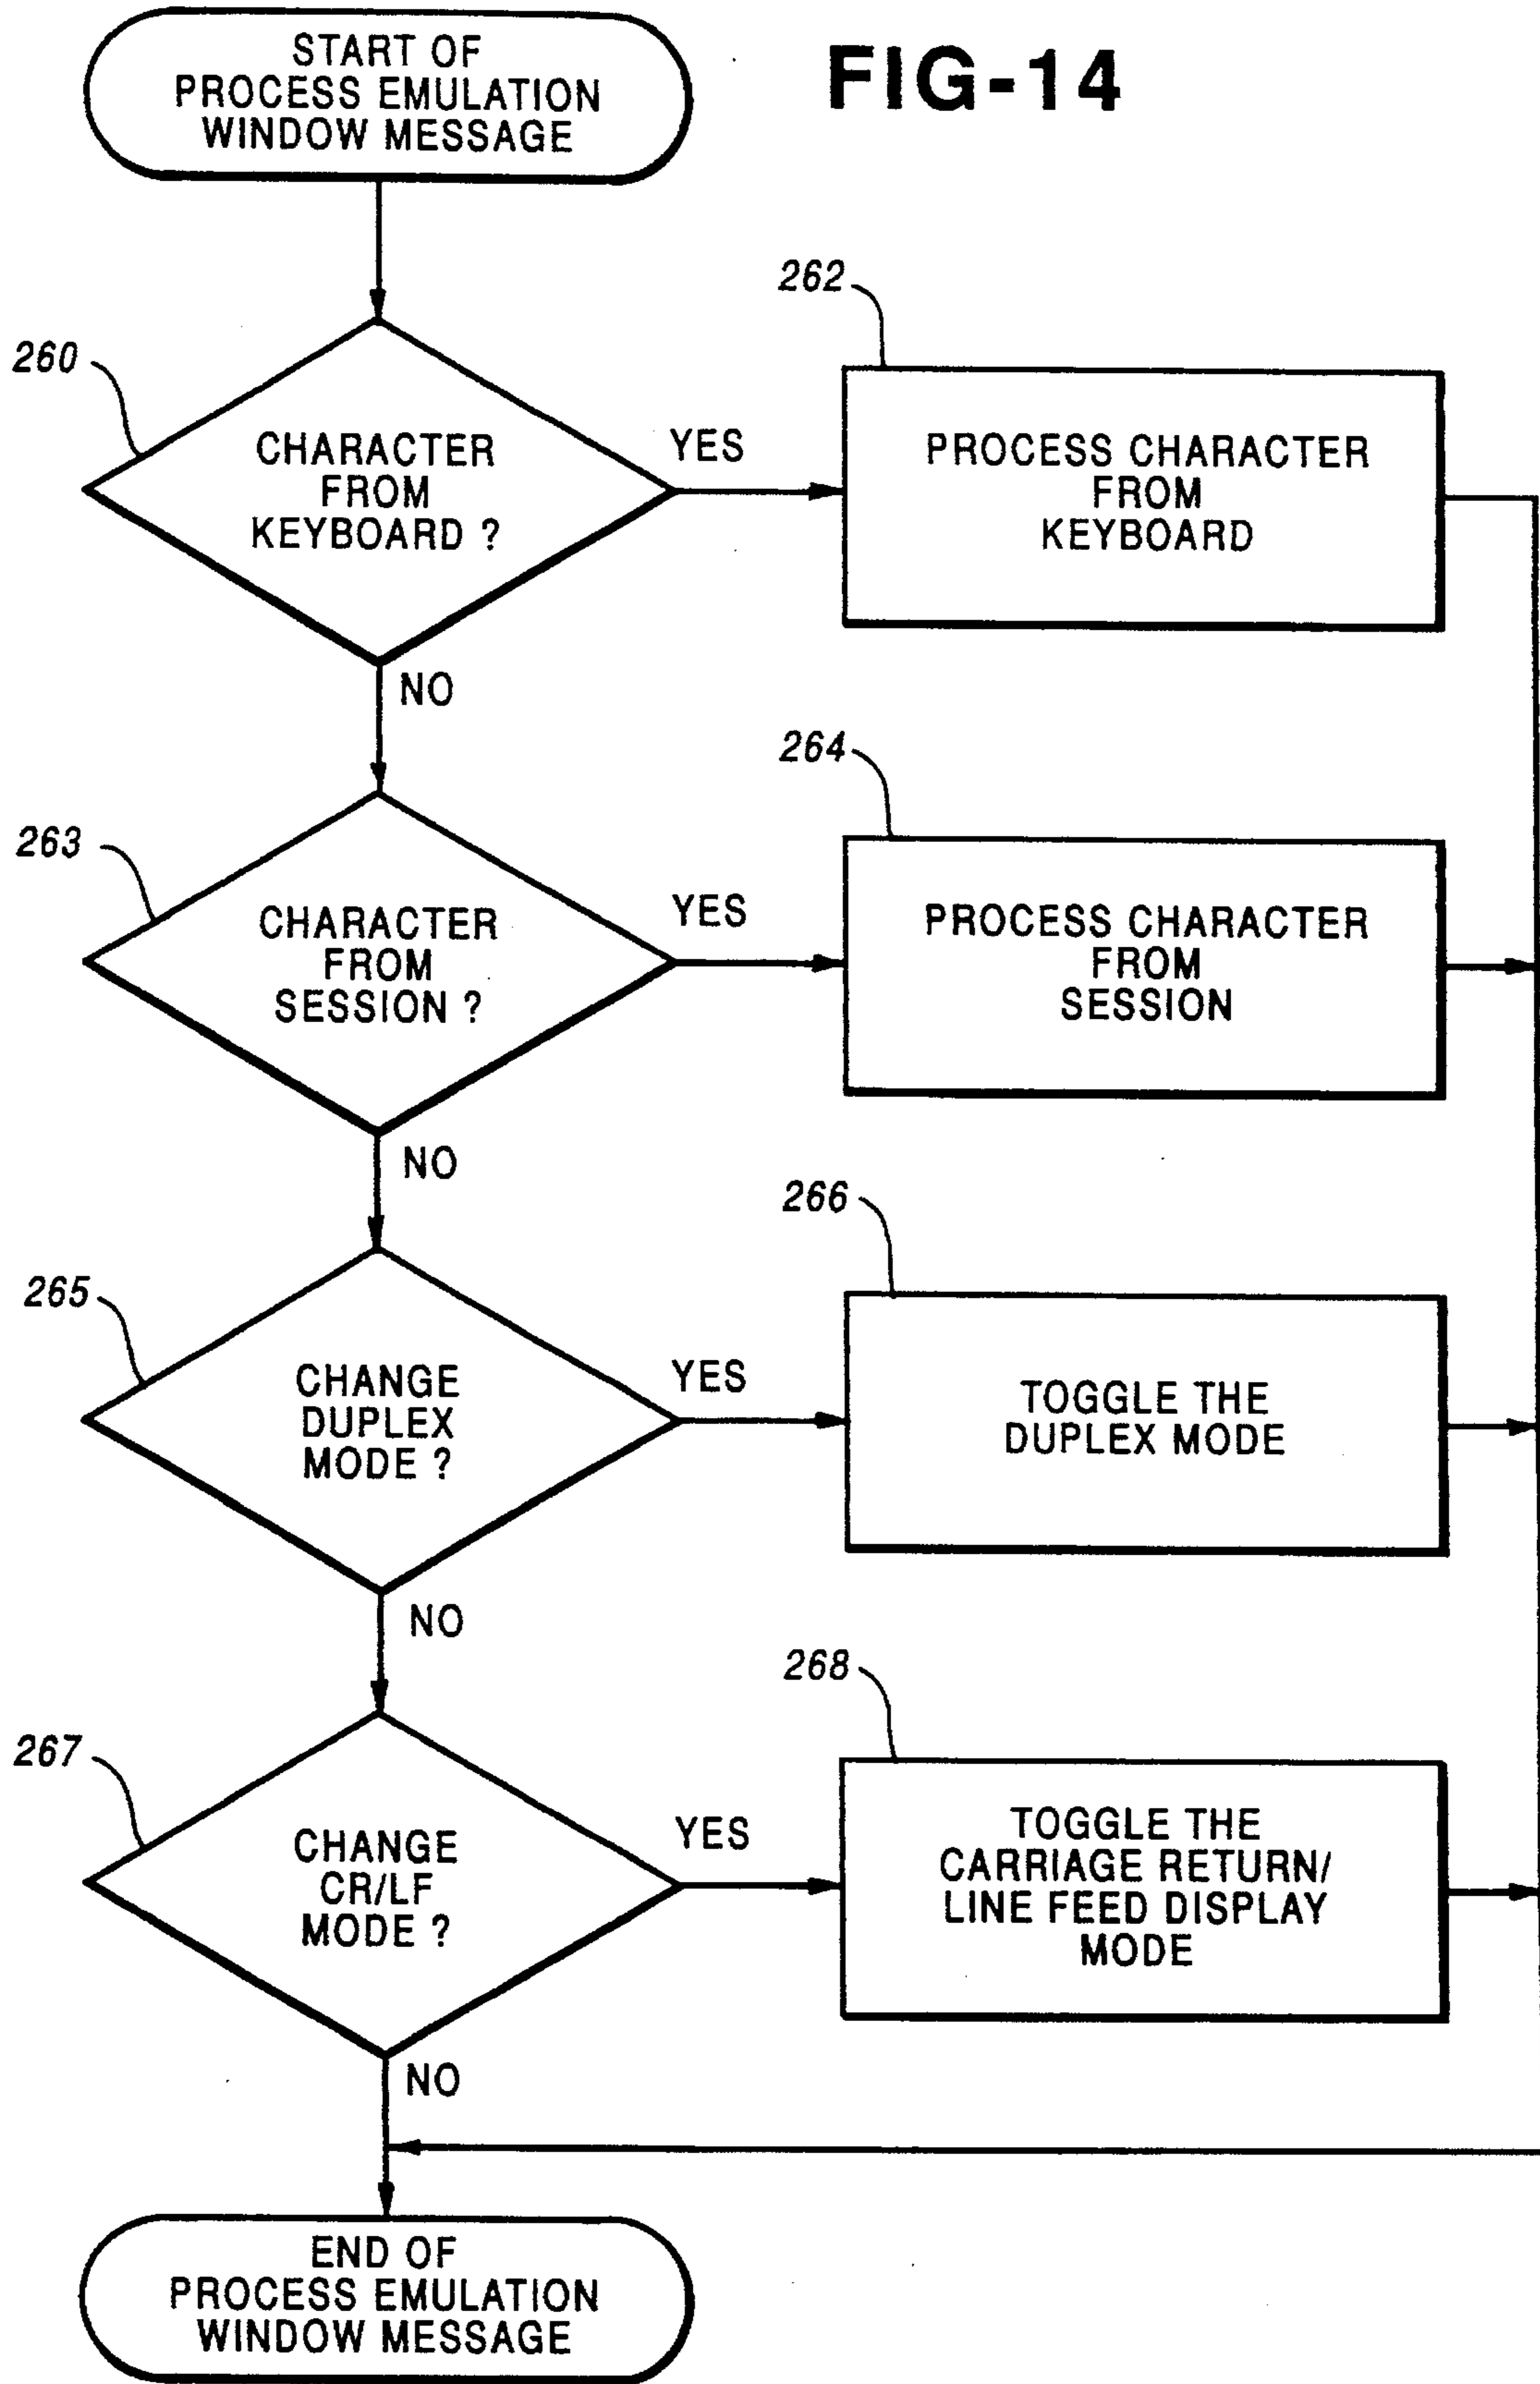 START OF
PROCESS EMULATION
WINDOW MESSAGE
FIG-14
260
CHARACTER
FROM
KEYBOARD ?
YES
262
PROCESS CHARACTER
FROM
KEYBOARD
NO
263
CHARACTER
FROM
SESSION ?
YES
264
PROCESS CHARACTER
FROM
SESSION
NO
265
CHANGE
DUPLEX
MODE ?
YES
266
TOGGLE THE
DUPLEX MODE
NO
267
CHANGE
CR/LF
MODE ?
YES
268
TOGGLE THE
CARRIAGE RETURN/
LINE FEED DISPLAY
MODE
NO
END OF
PROCESS EMULATION
WINDOW MESSAGE